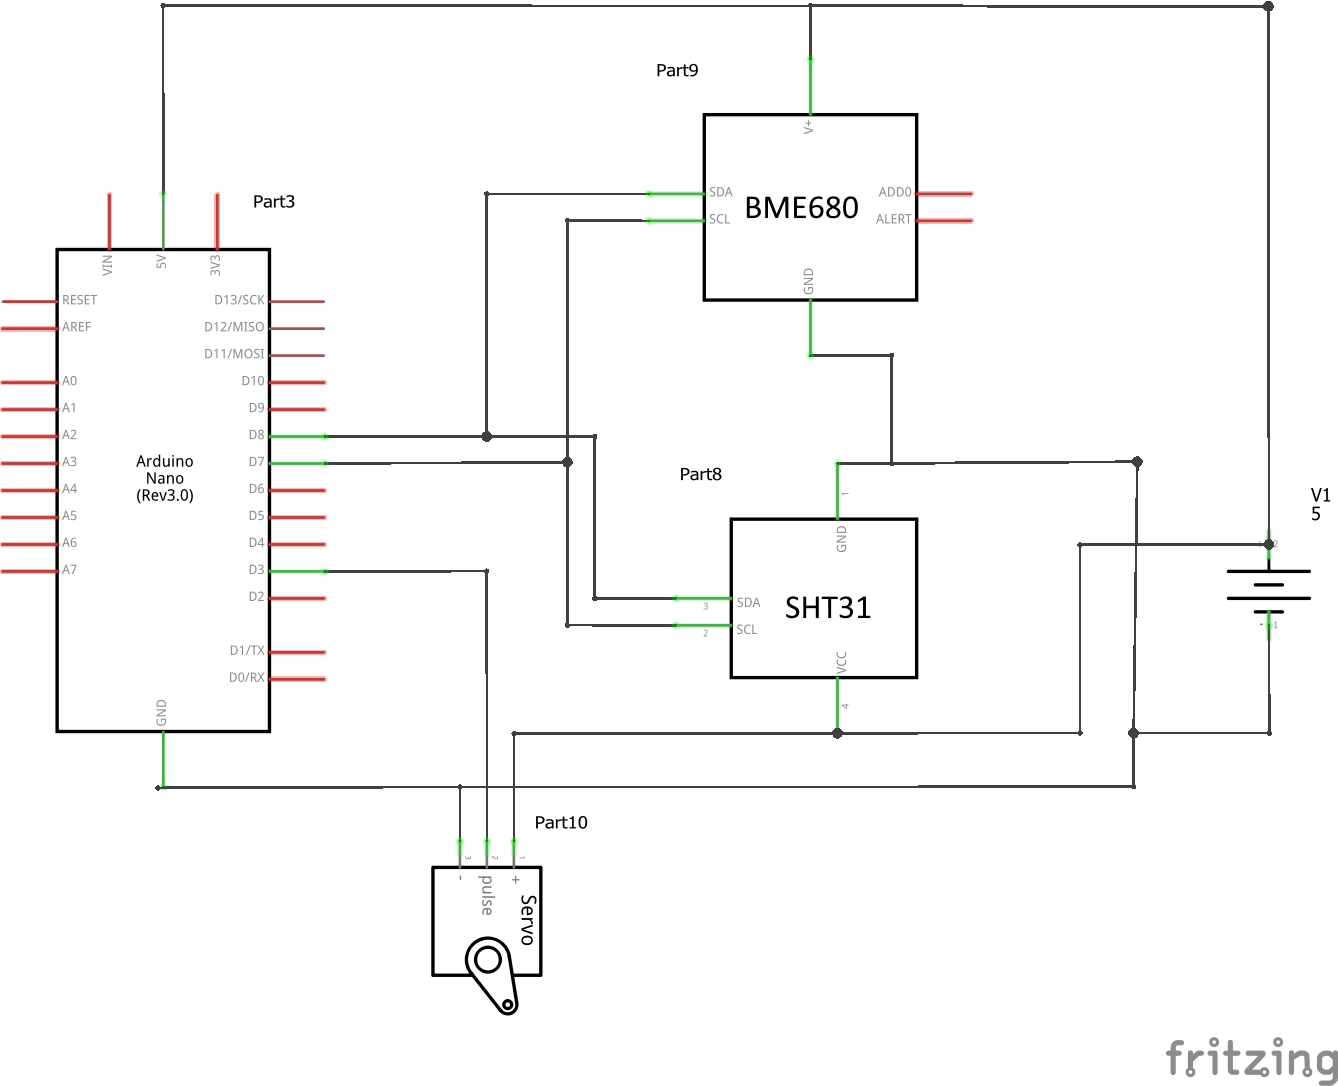 Part9
V+
Part3
SDA
SCL
BME680
ADD0
ALERT
GND
VIN
5V
3V3
RESET
AREF
A0
A1
A2
A3
A4
A5
A6
A7
Arduino
Nano
(Rev3.0)
D13/SCK
D12/MISO
D11/MOSI
D10
D9
D8
D7
D6
D5
D4
D3
D2
D1/TX
D0/RX
GND
Part8
1
GND
3
SDA
2
SCL
SHT31
VCC
4
V1
5
2
- 1
Part10
3
2
1
-
pulse
+
Servo
fritzing